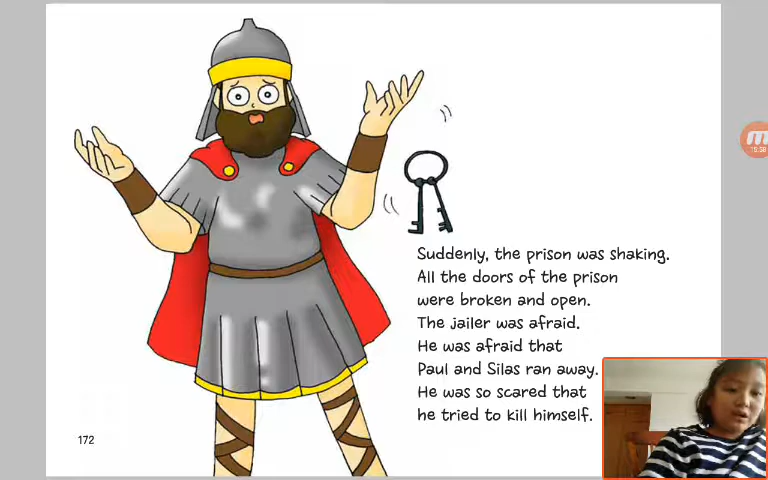 Suddenly, the prison was shaking.
All the doors of the prison
were broken and open.
The jailer was afraid.
He was afraid that
Paul and Silas ran away.
He was so scared that
he tried to kill himself.
172